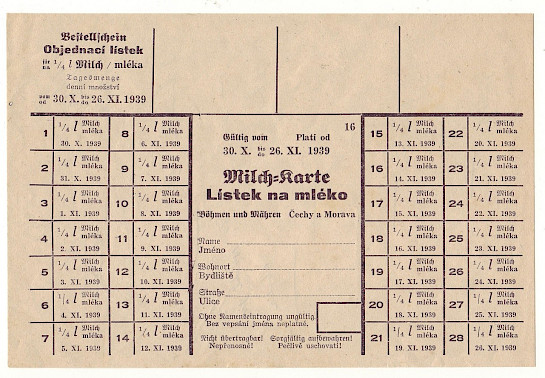 Bestellschein
Objednací lístek
für na 1/4 l Milch / mléka
Tagesmenge
denní množství
vom od 30. X. bis do 26. XI. 1939
16
Gültig vom Platí od
30. X. bis do 26. XI. 1939
Milch-Karte
Lístek na mléko
Böhmen und Mähren Čechy a Morava
Name
Jméno
Wohnort
Bydliště
Straße
Ulice
Ohne Namenseintragung ungültig.
Bez vepsání jména neplatné.
Nicht übertragbar! Sorgfältig aufbewahren!
Nepřenosné! Pečlivě uschovati!
1 1/4 l Milch mléka
30. X. 1939
2 1/4 l Milch mléka
31. X. 1939
3 1/4 l Milch mléka
1. XI. 1939
4 1/4 l Milch mléka
2. XI. 1939
5 1/4 l Milch mléka
3. XI. 1939
6 1/4 l Milch mléka
4. XI. 1939
7 1/4 l Milch mléka
5. XI. 1939
8 1/4 l Milch mléka
6. XI. 1939
9 1/4 l Milch mléka
7. XI. 1939
10 1/4 l Milch mléka
8. XI. 1939
11 1/4 l Milch mléka
9. XI. 1939
12 1/4 l Milch mléka
10. XI. 1939
13 1/4 l Milch mléka
11. XI. 1939
14 1/4 l Milch mléka
12. XI. 1939
15 1/4 l Milch mléka
13. XI. 1939
16 1/4 l Milch mléka
14. XI. 1939
17 1/4 l Milch mléka
15. XI. 1939
18 1/4 l Milch mléka
16. XI. 1939
19 1/4 l Milch mléka
17. XI. 1939
20 1/4 l Milch mléka
18. XI. 1939
21 1/4 l Milch mléka
19. XI. 1939
22 1/4 l Milch mléka
20. XI. 1939
23 1/4 l Milch mléka
21. XI. 1939
24 1/4 l Milch mléka
22. XI. 1939
25 1/4 l Milch mléka
23. XI. 1939
26 1/4 l Milch mléka
24. XI. 1939
27 1/4 l Milch mléka
25. XI. 1939
28 1/4 l Milch mléka
26. XI. 1939